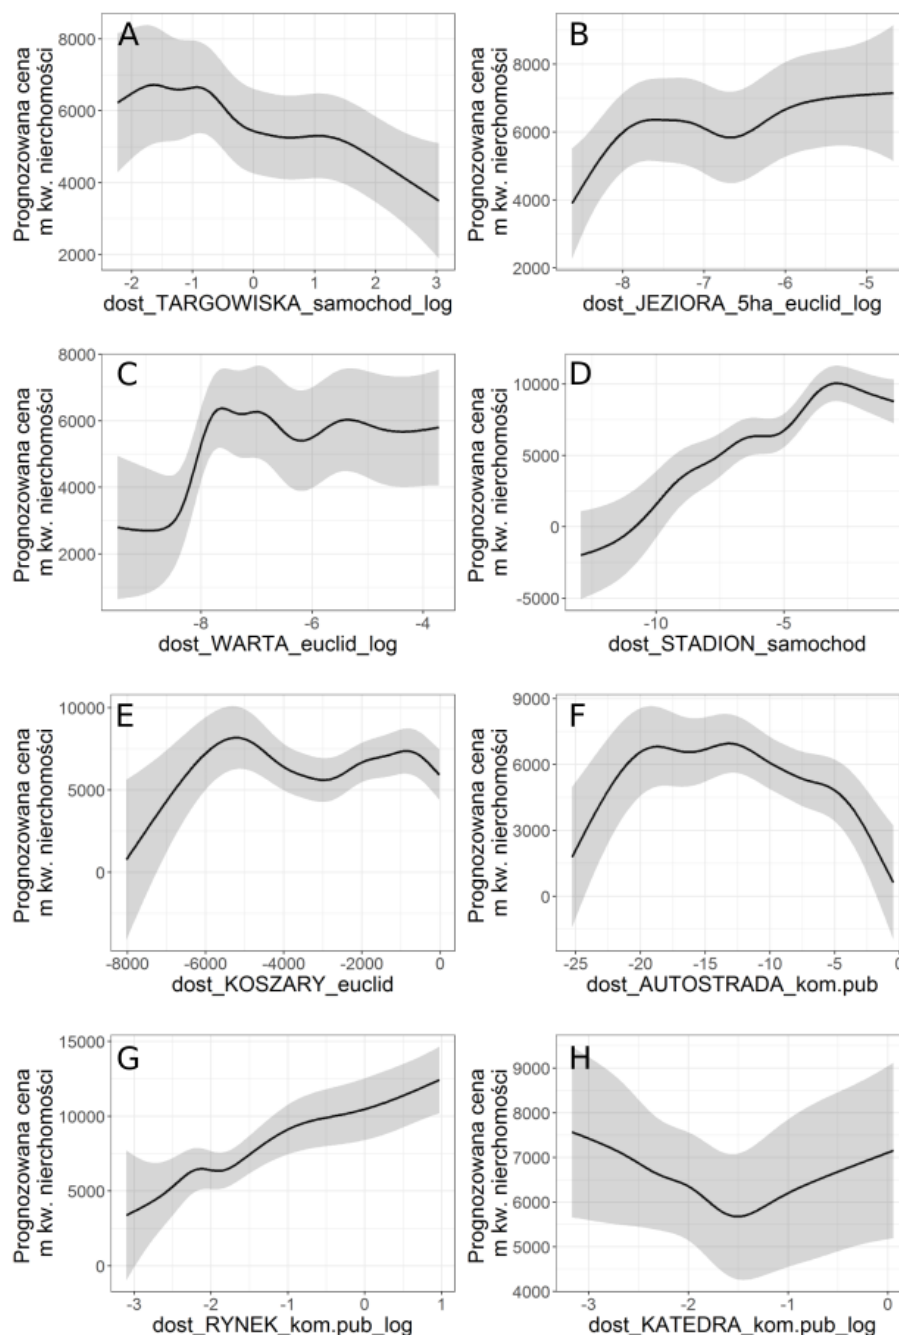 A
Prognozowana cena
m kw. nierchomości
8000
6000
4000
2000
-2 -1 0 1 2 3
dost_TARGOWISKA_samochod_log
B
Prognozowana cena
m kw. nierchomości
8000
6000
4000
2000
-8 -7 -6 -5
dost_JEZIORA_5ha_euclid_log
C
Prognozowana cena
m kw. nierchomości
8000
6000
4000
2000
-8 -6 -4
dost_WARTA_euclid_log
D
Prognozowana cena
m kw. nierchomości
10000
5000
0
-5000
-10 -5
dost_STADION_samochod
E
Prognozowana cena
m kw. nierchomości
10000
5000
0
-8000 -6000 -4000 -2000 0
dost_KOSZARY_euclid
F
Prognozowana cena
m kw. nierchomości
9000
6000
3000
0
-25 -20 -15 -10 -5 0
dost_AUTOSTRADA_kom.pub
G
Prognozowana cena
m kw. nierchomości
15000
10000
5000
0
-3 -2 -1 0 1
dost_RYNEK_kom.pub_log
H
Prognozowana cena
m kw. nierchomości
9000
8000
7000
6000
5000
4000
-3 -2 -1 0
dost_KATEDRA_kom.pub_log